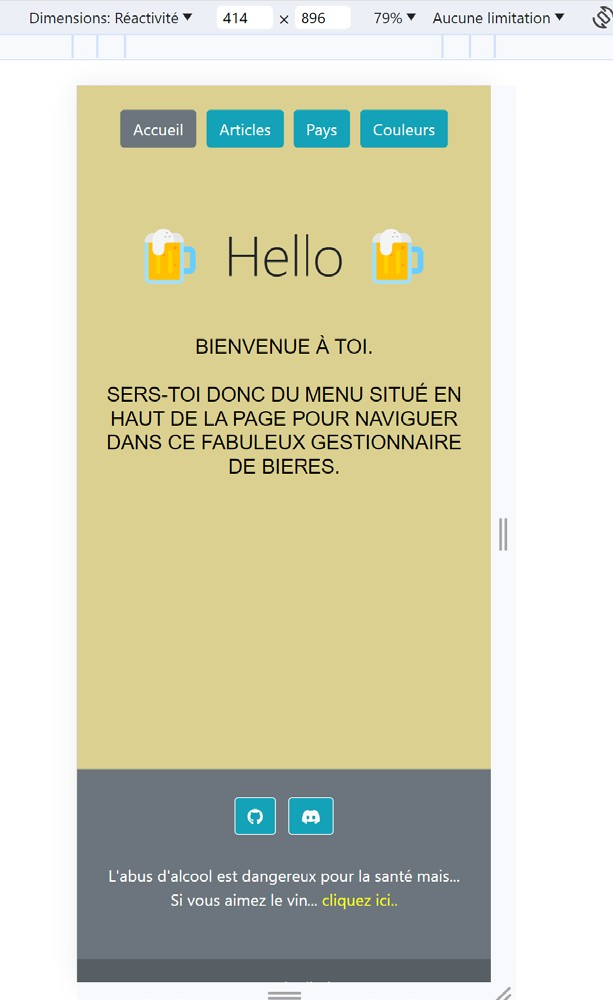 Dimensions: Réactivité ▼ 414 × 896 79% ▼ Aucune limitation ▼
Accueil Articles Pays Couleurs
Hello
BIENVENUE À TOI.
SERS-TOI DONC DU MENU SITUÉ EN
HAUT DE LA PAGE POUR NAVIGUER
DANS CE FABULEUX GESTIONNAIRE
DE BIERES.
L'abus d'alcool est dangereux pour la santé mais...
Si vous aimez le vin... cliquez ici..